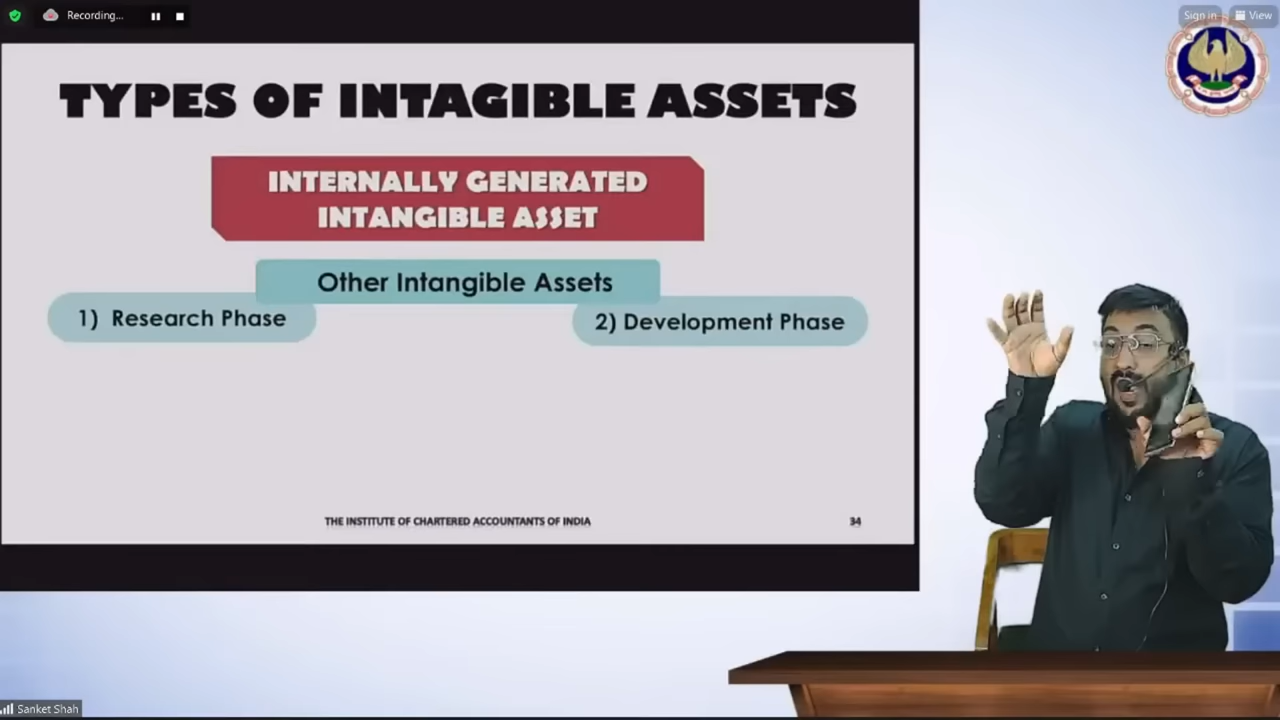 Recording...
Sign in
View
TYPES OF INTAGIBLE ASSETS
INTERNALLY GENERATED
INTANGIBLE ASSET
Other Intangible Assets
1) Research Phase
2) Development Phase
THE INSTITUTE OF CHARTERED ACCOUNTANTS OF INDIA
34
Sanket Shah